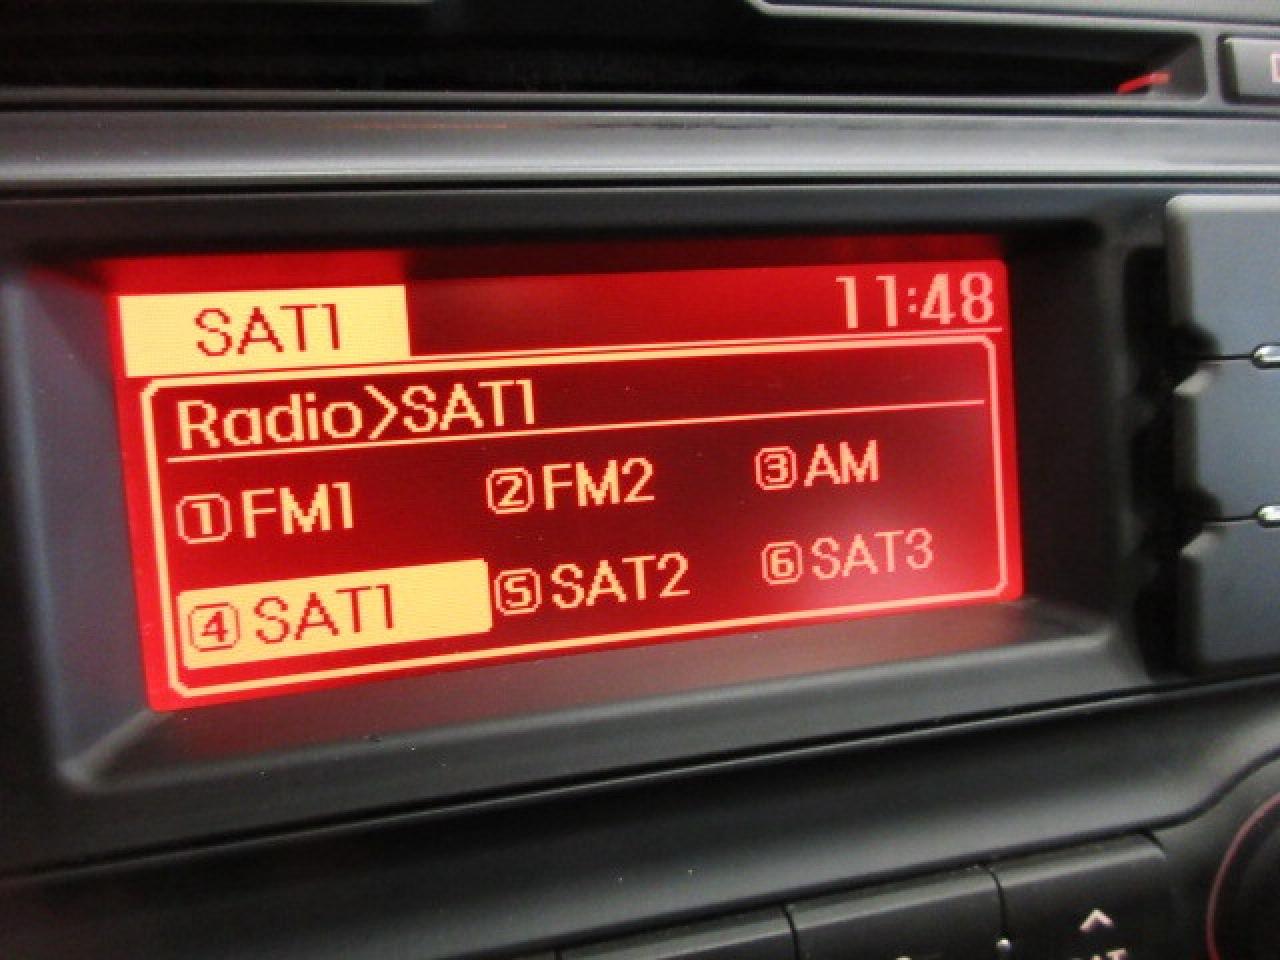 SAT1 11:48
Radio>SAT1
①FM1 ②FM2 ③AM
④SAT1 ⑤SAT2 ⑥SAT3